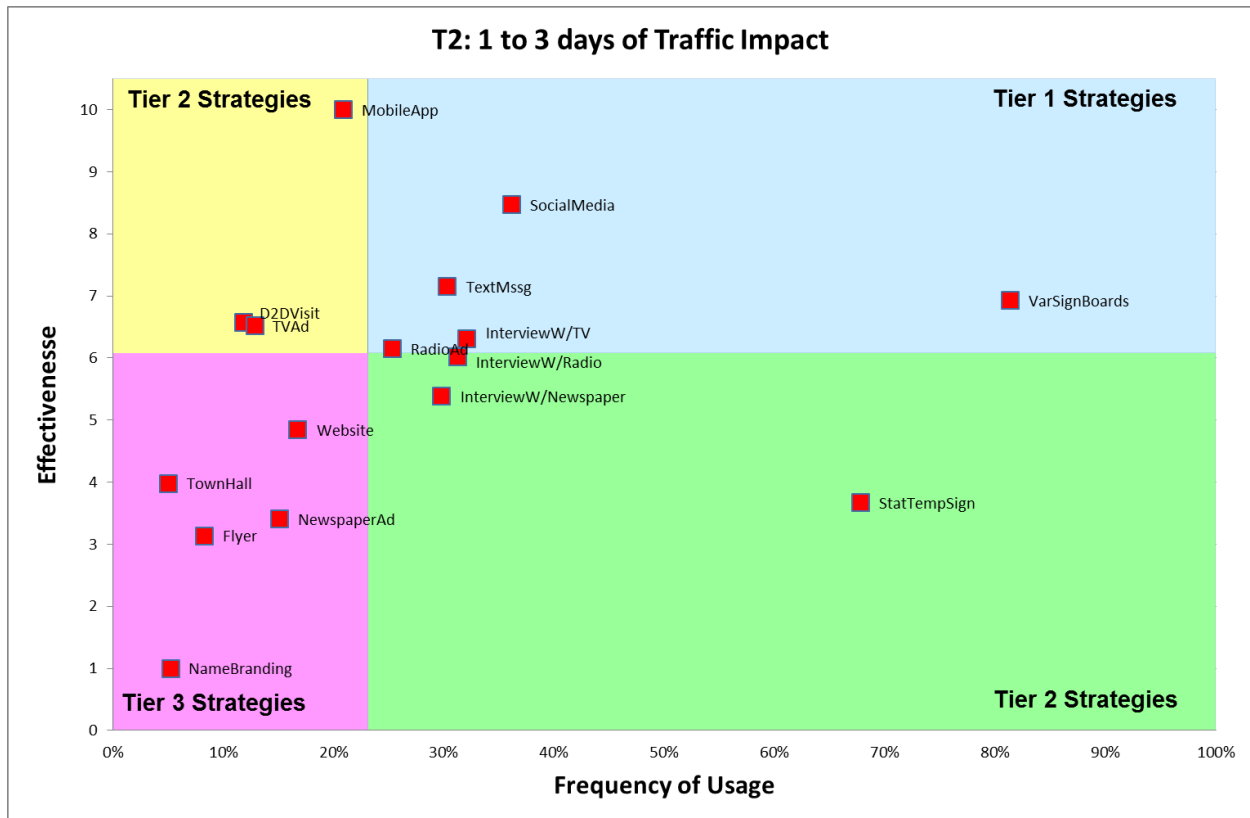 T2: 1 to 3 days of Traffic Impact
Tier 2 Strategies
Tier 1 Strategies
10
MobileApp
9
SocialMedia
8
TextMssg
7
VarSignBoards
D2DVisit
TVAd
InterviewW/TV
RadioAd
6
InterviewW/Radio
InterviewW/Newspaper
5
Website
4
TownHall
StatTempSign
NewspaperAd
3
Flyer
2
1
NameBranding
Tier 3 Strategies
Tier 2 Strategies
0
0% 10% 20% 30% 40% 50% 60% 70% 80% 90% 100%
Effectivenesse
Frequency of Usage